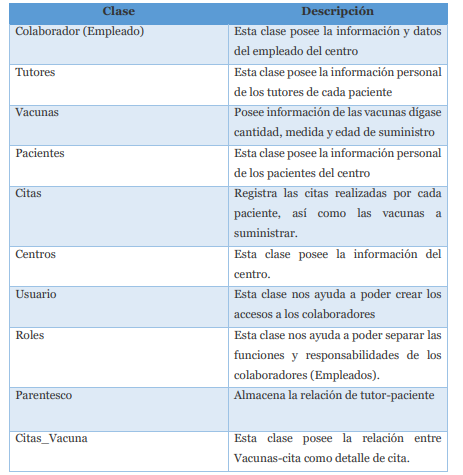 Clase Descripción
Colaborador (Empleado) Esta clase posee la información y datos
del empleado del centro
Tutores Esta clase posee la información personal
de los tutores de cada paciente
Vacunas Posee información de las vacunas dígase
cantidad, medida y edad de suministro
Pacientes Esta clase posee la información personal
de los pacientes del centro
Citas Registra las citas realizadas por cada
paciente, así como las vacunas a
suministrar.
Centros Esta clase posee la información del
centro.
Usuario Esta clase nos ayuda a poder crear los
accesos a los colaboradores
Roles Esta clase nos ayuda a poder separar las
funciones y responsabilidades de los
colaboradores (Empleados).
Parentesco Almacena la relación de tutor-paciente
Citas_Vacuna Esta clase posee la relación entre
Vacunas-cita como detalle de cita.